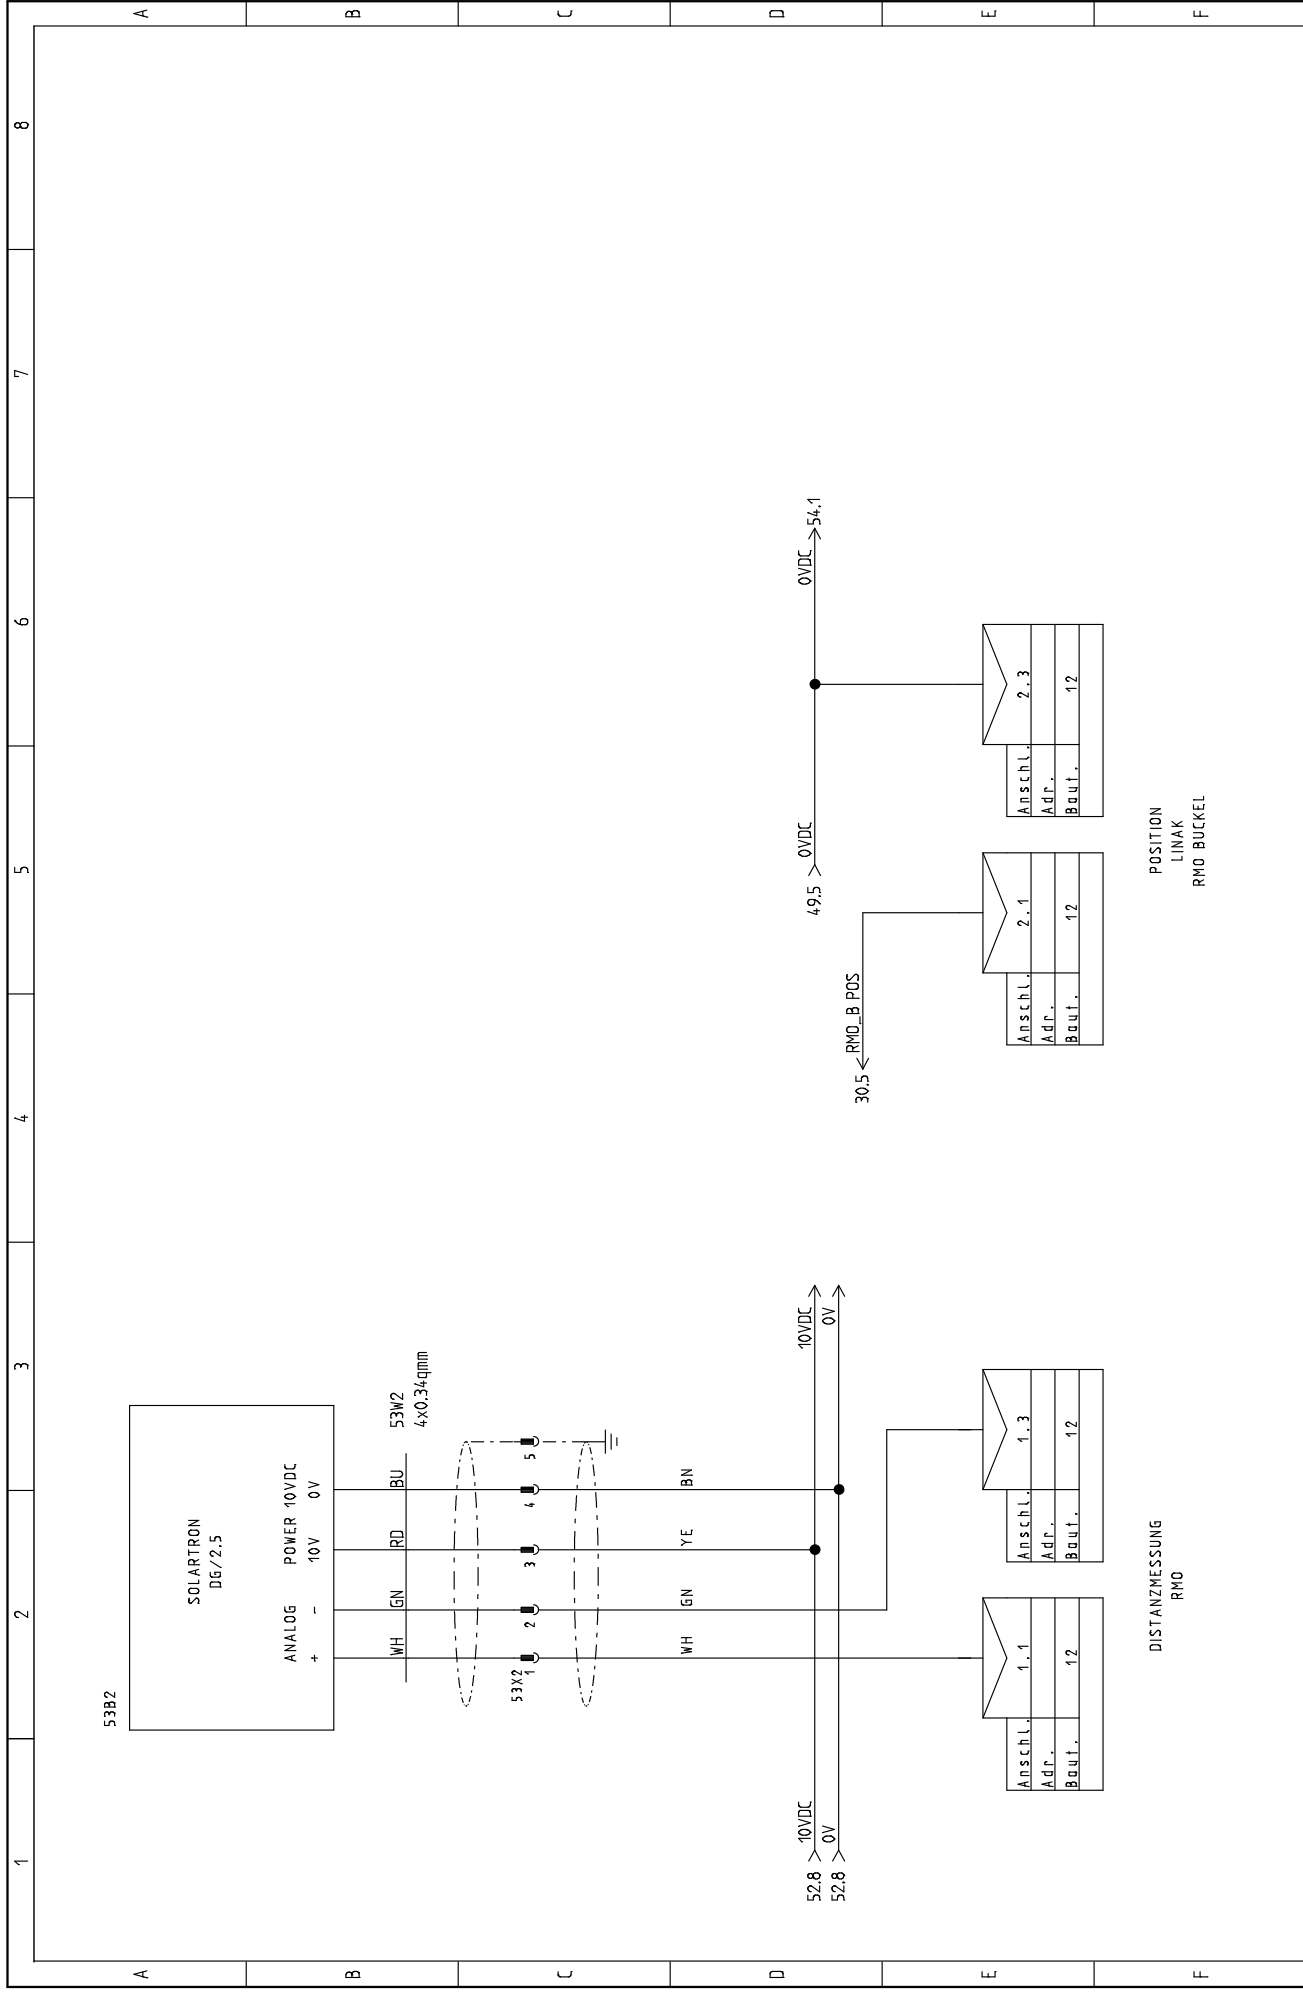 1 2 3 4 5 6 7 8
A A
B B
C C
D D
E E
F F
53B2
SOLARTRON
DG/2.5
ANALOG POWER 10VDC
+ - 10V 0V
WH GN RD BU
53W2
4x0.34qmm
53X2
1 2 3 4 5
WH GN YE BN
52.8 10VDC 10VDC
52.8 0V 0V
49.5 0VDC 0VDC 54.1
30.5 RMO_B POS
Anschl. 1.1
Adr.
Baut. 12
Anschl. 1.3
Adr.
Baut. 12
Anschl. 2.1
Adr.
Baut. 12
Anschl. 2.3
Adr.
Baut. 12
DISTANZMESSUNG
RMO
POSITION
LINAK
RMO BUCKEL